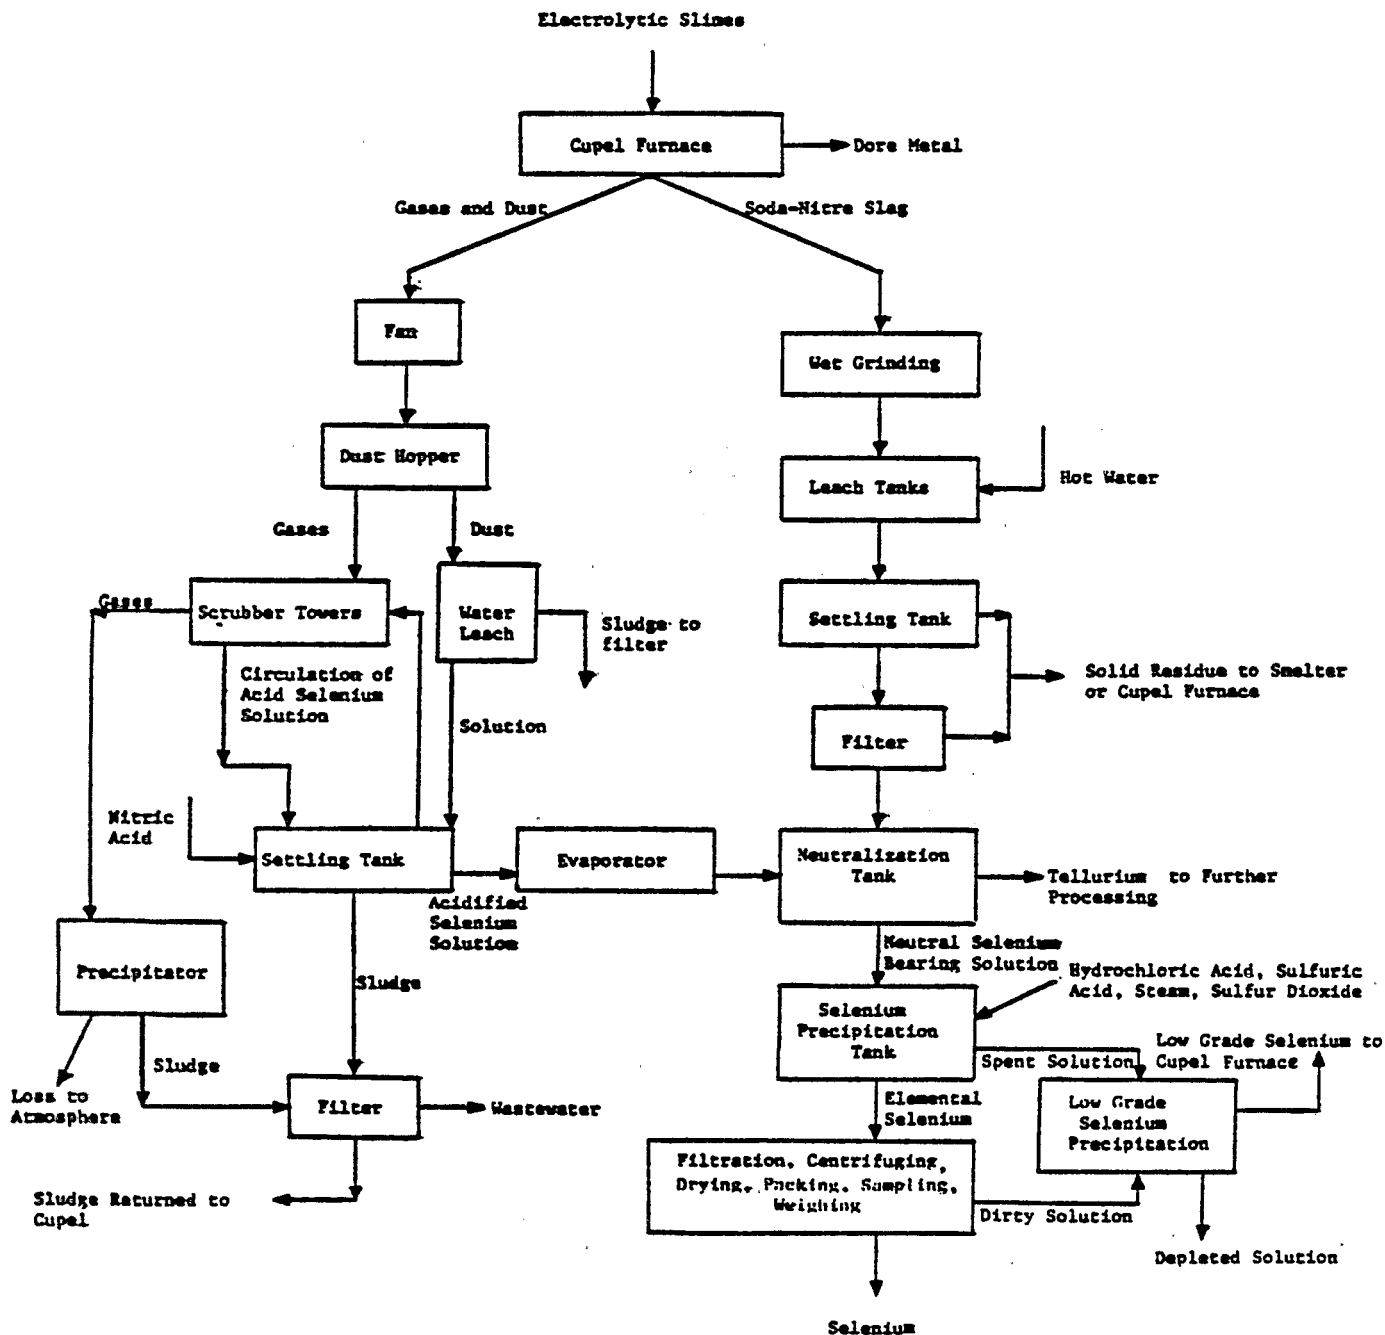 Electrolytic Slimes
Cupel Furnace
Dore Metal
Gases and Dust
Soda-Nitre Slag
Fan
Wet Grinding
Dust Hopper
Leach Tanks
Hot Water
Gases
Dust
Gases
Scrubber Towers
Water
Leach
Sludge to
filter
Settling Tank
Circulation of
Acid Selenium
Solution
Solid Residue to Smelter
or Cupel Furnace
Solution
Filter
Nitric
Acid
Settling Tank
Evaporator
Neutralization
Tank
Tellurium to Further
Processing
Acidified
Selenium
Solution
Neutral Selenium
Bearing Solution
Precipitator
Sludge
Hydrochloric Acid, Sulfuric
Acid, Steam, Sulfur Dioxide
Selenium
Precipitation
Tank
Spent Solution
Low Grade Selenium to
Cupel Furnace
Sludge
Loss to
Atmosphere
Filter
Wastewater
Elemental
Selenium
Low Grade
Selenium
Precipitation
Filtration, Centrifuging,
Drying, Packing, Sampling,
Weighing
Dirty Solution
Sludge Returned to
Cupel
Depleted Solution
Selenium